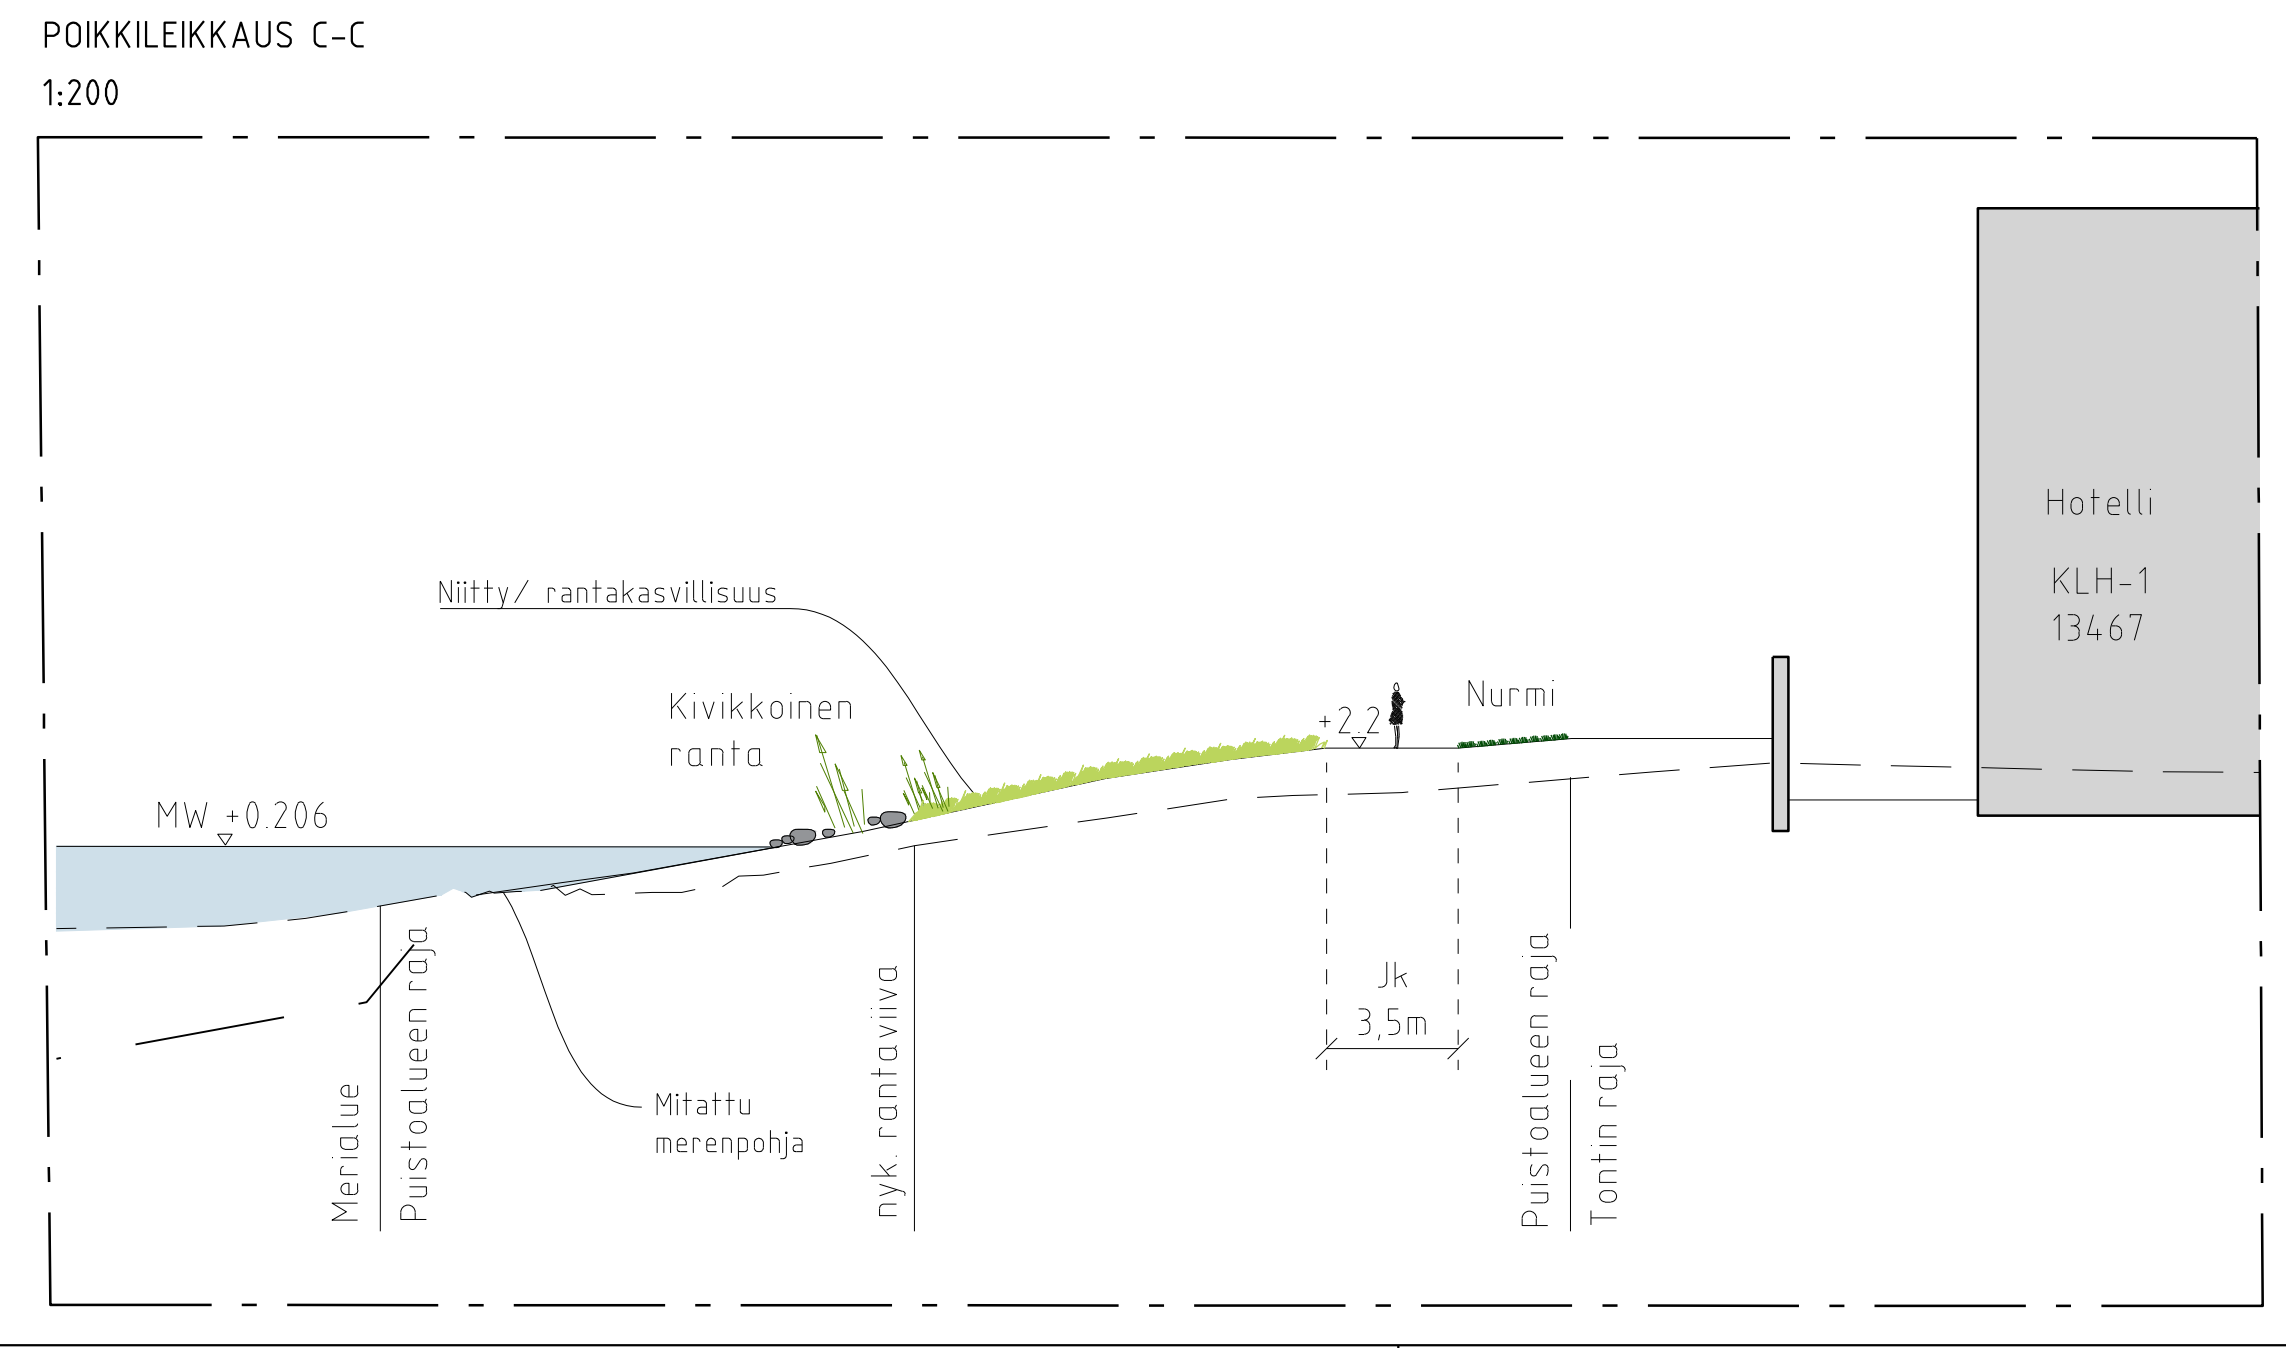 POIKKILEIKKAUS C-C
1:200
Hotelli
KLH-1
13467
Niitty/ rantakasvillisuus
Kivikkoinen
ranta
+2.2
Nurmi
MW +0.206
Jk
3,5m
Merialue
Puistoalueen raja
nyk. rantaviiva
Puistoalueen raja
Tontin raja
Mitattu
merenpohja